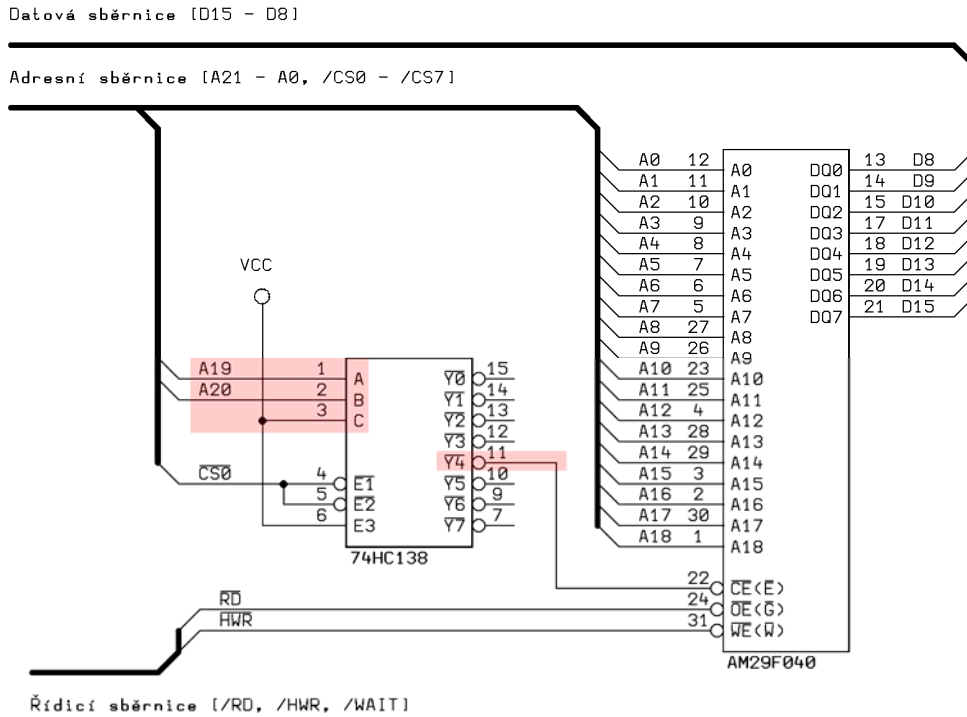 Datová sběrnice [D15 - D8]
Adresní sběrnice [A21 - A0, /CS0 - /CS7]
A0 12 A0 DQ0 13 D8
A1 11 A1 DQ1 14 D9
A2 10 A2 DQ2 15 D10
A3 9 A3 DQ3 17 D11
A4 8 A4 DQ4 18 D12
A5 7 A5 DQ5 19 D13
A6 6 A6 DQ6 20 D14
A7 5 A7 DQ7 21 D15
A8 27 A8
A9 26 A9
A10 23 A10
A11 25 A11
A12 4 A12
A13 28 A13
A14 29 A14
A15 3 A15
A16 2 A16
A17 30 A17
A18 1 A18
VCC
A19 1 A Y0 15
A20 2 B Y1 14
3 C Y2 13
Y3 12
Y4 11
CS0 4 E1 Y5 10
5 E2 Y6 9
6 E3 Y7 7
74HC138
22 CE(E)
RD 24 OE(G)
HWR 31 WE(W)
AM29F040
Řídicí sběrnice [/RD, /HWR, /WAIT]